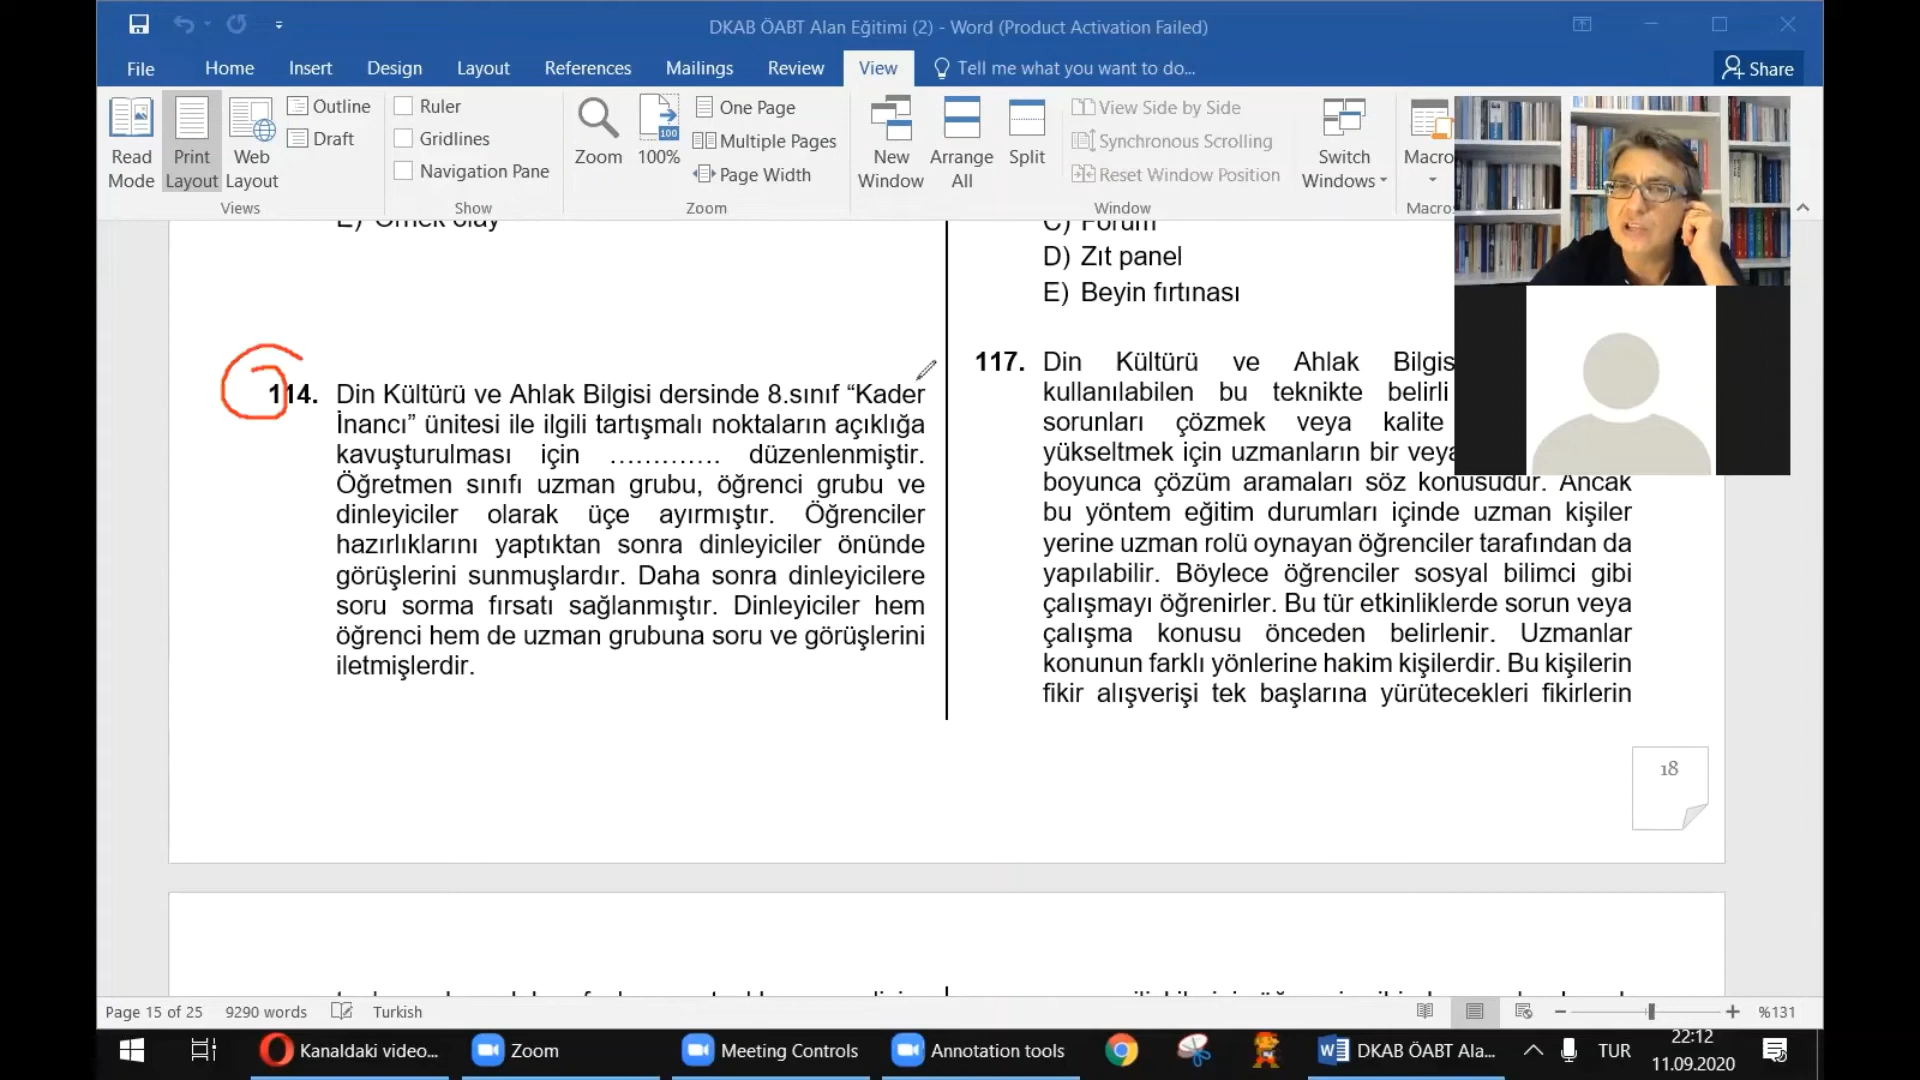 DKAB ÖABT Alan Eğitimi (2) - Word (Product Activation Failed)
File Home Insert Design Layout References Mailings Review View Tell me what you want to do... Share
Read Mode
Print Layout
Web Layout
Outline
Draft
Views
Ruler
Gridlines
Navigation Pane
Show
Zoom
100
100%
One Page
Multiple Pages
Page Width
Zoom
New Window
Arrange All
Split
View Side by Side
Synchronous Scrolling
Reset Window Position
Switch Windows
Window
Macro
Macro
E) Örnek olay
114. Din Kültürü ve Ahlak Bilgisi dersinde 8.sınıf “Kader
İnancı” ünitesi ile ilgili tartışmalı noktaların açıklığa
kavuşturulması için ............. düzenlenmiştir.
Öğretmen sınıfı uzman grubu, öğrenci grubu ve
dinleyiciler olarak üçe ayırmıştır. Öğrenciler
hazırlıklarını yaptıktan sonra dinleyiciler önünde
görüşlerini sunmuşlardır. Daha sonra dinleyicilere
soru sorma fırsatı sağlanmıştır. Dinleyiciler hem
öğrenci hem de uzman grubuna soru ve görüşlerini
iletmişlerdir.
C) Forum
D) Zıt panel
E) Beyin fırtınası
117. Din Kültürü ve Ahlak Bilgis
kullanılabilen bu teknikte belirli
sorunları çözmek veya kalite
yükseltmek için uzmanların bir veya
boyunca çözüm aramaları söz konusudur. Ancak
bu yöntem eğitim durumları içinde uzman kişiler
yerine uzman rolü oynayan öğrenciler tarafından da
yapılabilir. Böylece öğrenciler sosyal bilimci gibi
çalışmayı öğrenirler. Bu tür etkinliklerde sorun veya
çalışma konusu önceden belirlenir. Uzmanlar
konunun farklı yönlerine hakim kişilerdir. Bu kişilerin
fikir alışverişi tek başlarına yürütecekleri fikirlerin
18
Page 15 of 25 9290 words Turkish %131
Kanaldaki video... Zoom Meeting Controls Annotation tools DKAB ÖABT Ala... TUR 22:12
11.09.2020